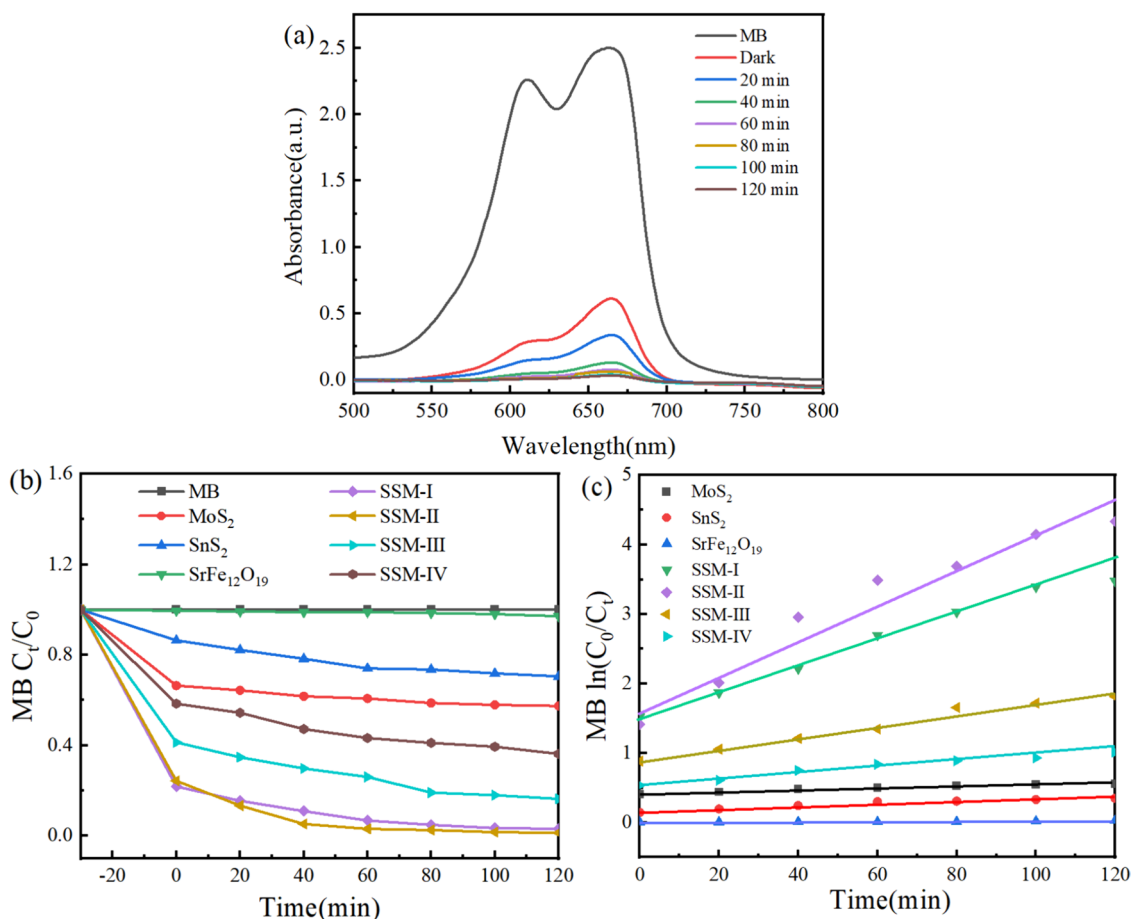 (a)
MB
Dark
20 min
40 min
60 min
80 min
100 min
120 min
2.5
2.0
1.5
1.0
0.5
0.0
Absorbance(a.u.)
500 550 600 650 700 750 800
Wavelength(nm)
(b)
MB
MoS₂
SnS₂
SrFe₁₂O₁₉
SSM-I
SSM-II
SSM-III
SSM-IV
1.6
1.2
0.8
0.4
0.0
MB Cₜ/C₀
-20 0 20 40 60 80 100 120
Time(min)
(c)
MoS₂
SnS₂
SrFe₁₂O₁₉
SSM-I
SSM-II
SSM-III
SSM-IV
5
4
3
2
1
0
MB ln(C₀/Cₜ)
0 20 40 60 80 100 120
Time(min)